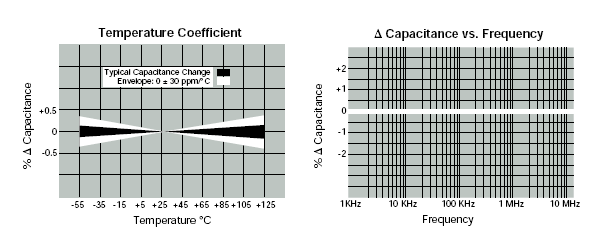 Temperature Coefficient
Typical Capacitance Change
Envelope: 0 ± 30 ppm/°C
% Δ Capacitance
+0.5
0
-0.5
-55 -35 -15 +5 +25 +45 +65 +85 +105 +125
Temperature °C
Δ Capacitance vs. Frequency
% Δ Capacitance
+2
+1
0
-1
-2
1KHz 10 KHz 100 KHz 1 MHz 10 MHz
Frequency